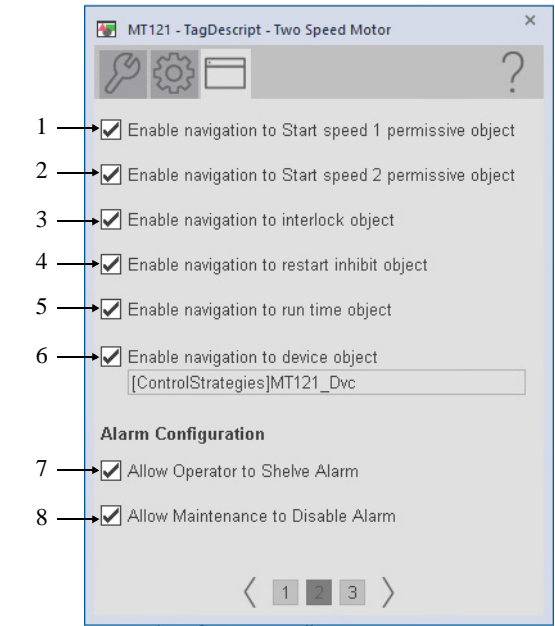 MT121 - TagDescript - Two Speed Motor ×
?
1 Enable navigation to Start speed 1 permissive object
2 Enable navigation to Start speed 2 permissive object
3 Enable navigation to interlock object
4 Enable navigation to restart inhibit object
5 Enable navigation to run time object
6 Enable navigation to device object
[ControlStrategies]MT121_Dvc
Alarm Configuration
7 Allow Operator to Shelve Alarm
8 Allow Maintenance to Disable Alarm
1 2 3